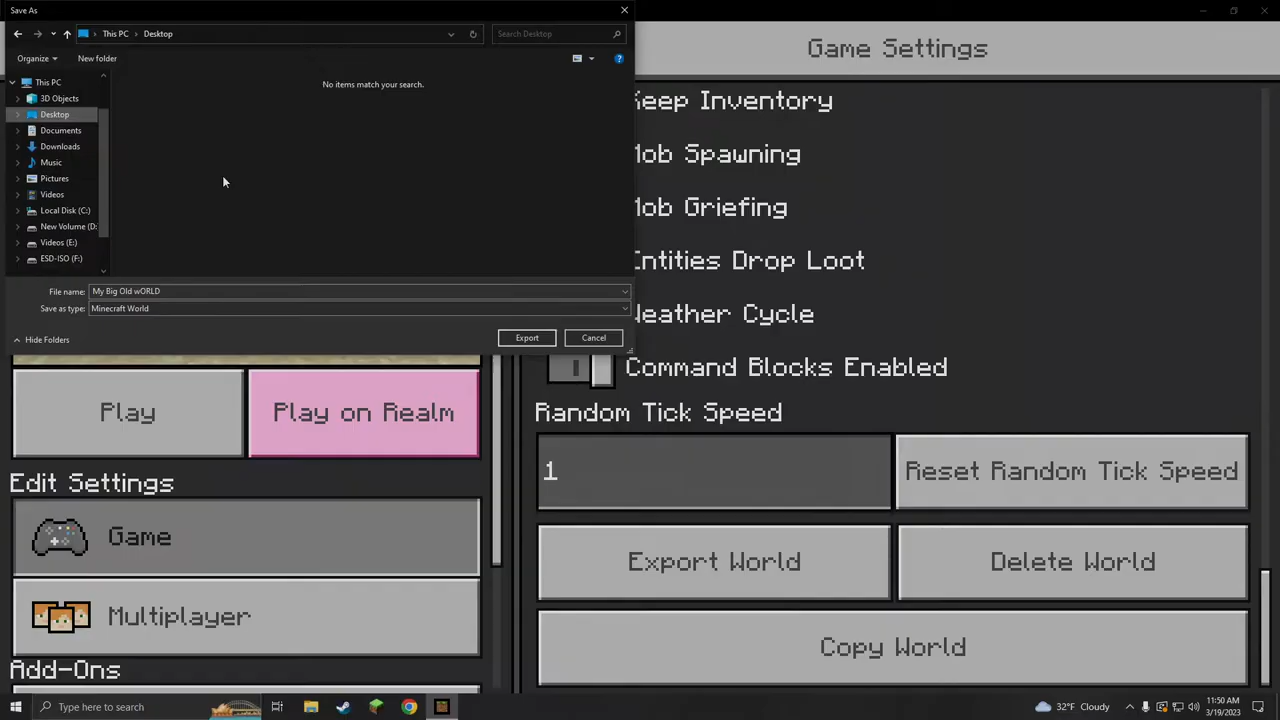 Save As
This PC
Desktop
Search Desktop
Organize
New folder
This PC
3D Objects
Desktop
Documents
Downloads
Music
Pictures
Videos
Local Disk (C:)
New Volume (D:
Videos (E:)
ESD-ISO (F:)
No items match your search.
File name: My Big Old wORLD
Save as type: Minecraft World
Hide Folders
Export
Cancel
Game Settings
Keep Inventory
Mob Spawning
Mob Griefing
Entities Drop Loot
Weather Cycle
Command Blocks Enabled
Random Tick Speed
1
Reset Random Tick Speed
Export World
Delete World
Copy World
Play
Play on Realm
Edit Settings
Game
Multiplayer
Add-Ons
Type here to search
32°F Cloudy
11:50 AM
3/19/2023